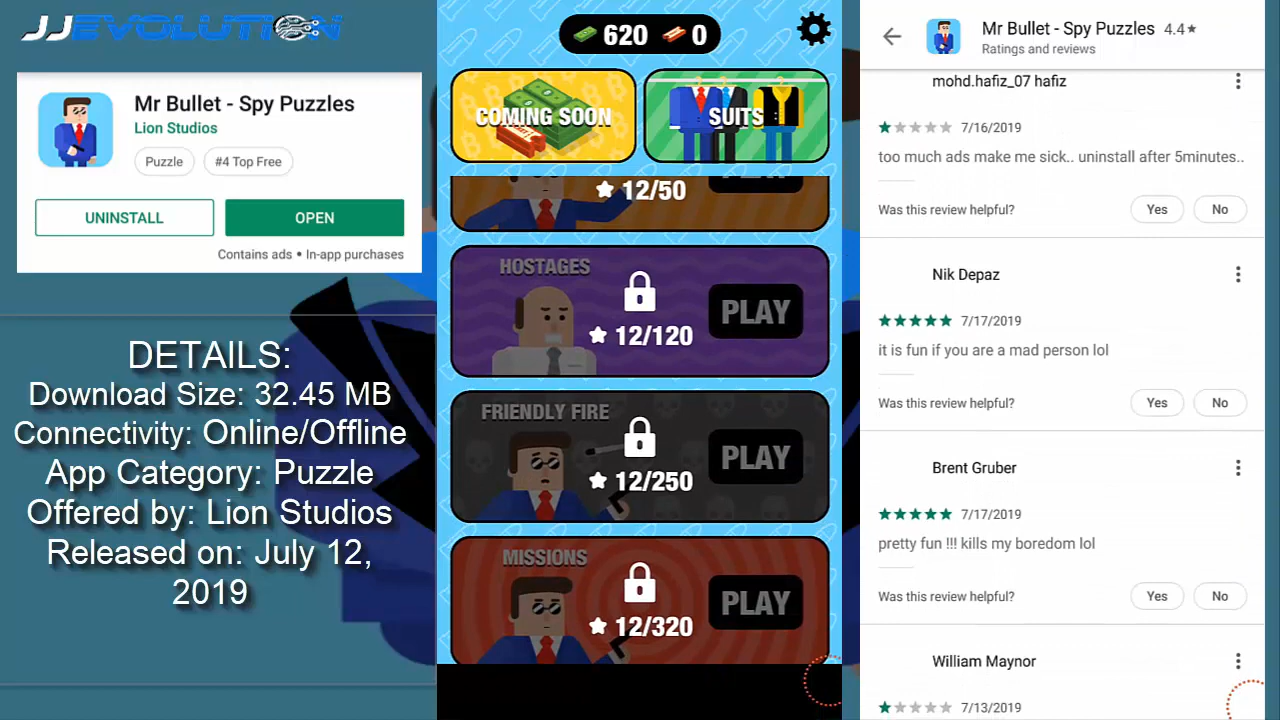 JJEVOLUTION
Mr Bullet - Spy Puzzles
Lion Studios
Puzzle
#4 Top Free
UNINSTALL
OPEN
Contains ads • In-app purchases
DETAILS:
Download Size: 32.45 MB
Connectivity: Online/Offline
App Category: Puzzle
Offered by: Lion Studios
Released on: July 12,
2019
620 0
COMING SOON
SUITS
PLAY
12/50
HOSTAGES
12/120
PLAY
FRIENDLY FIRE
12/250
PLAY
MISSIONS
12/320
PLAY
Mr Bullet - Spy Puzzles 4.4★
Ratings and reviews
mohd.hafiz_07 hafiz
7/16/2019
too much ads make me sick.. uninstall after 5minutes..
Was this review helpful? Yes No
Nik Depaz
7/17/2019
it is fun if you are a mad person lol
Was this review helpful? Yes No
Brent Gruber
7/17/2019
pretty fun !!! kills my boredom lol
Was this review helpful? Yes No
William Maynor
7/13/2019